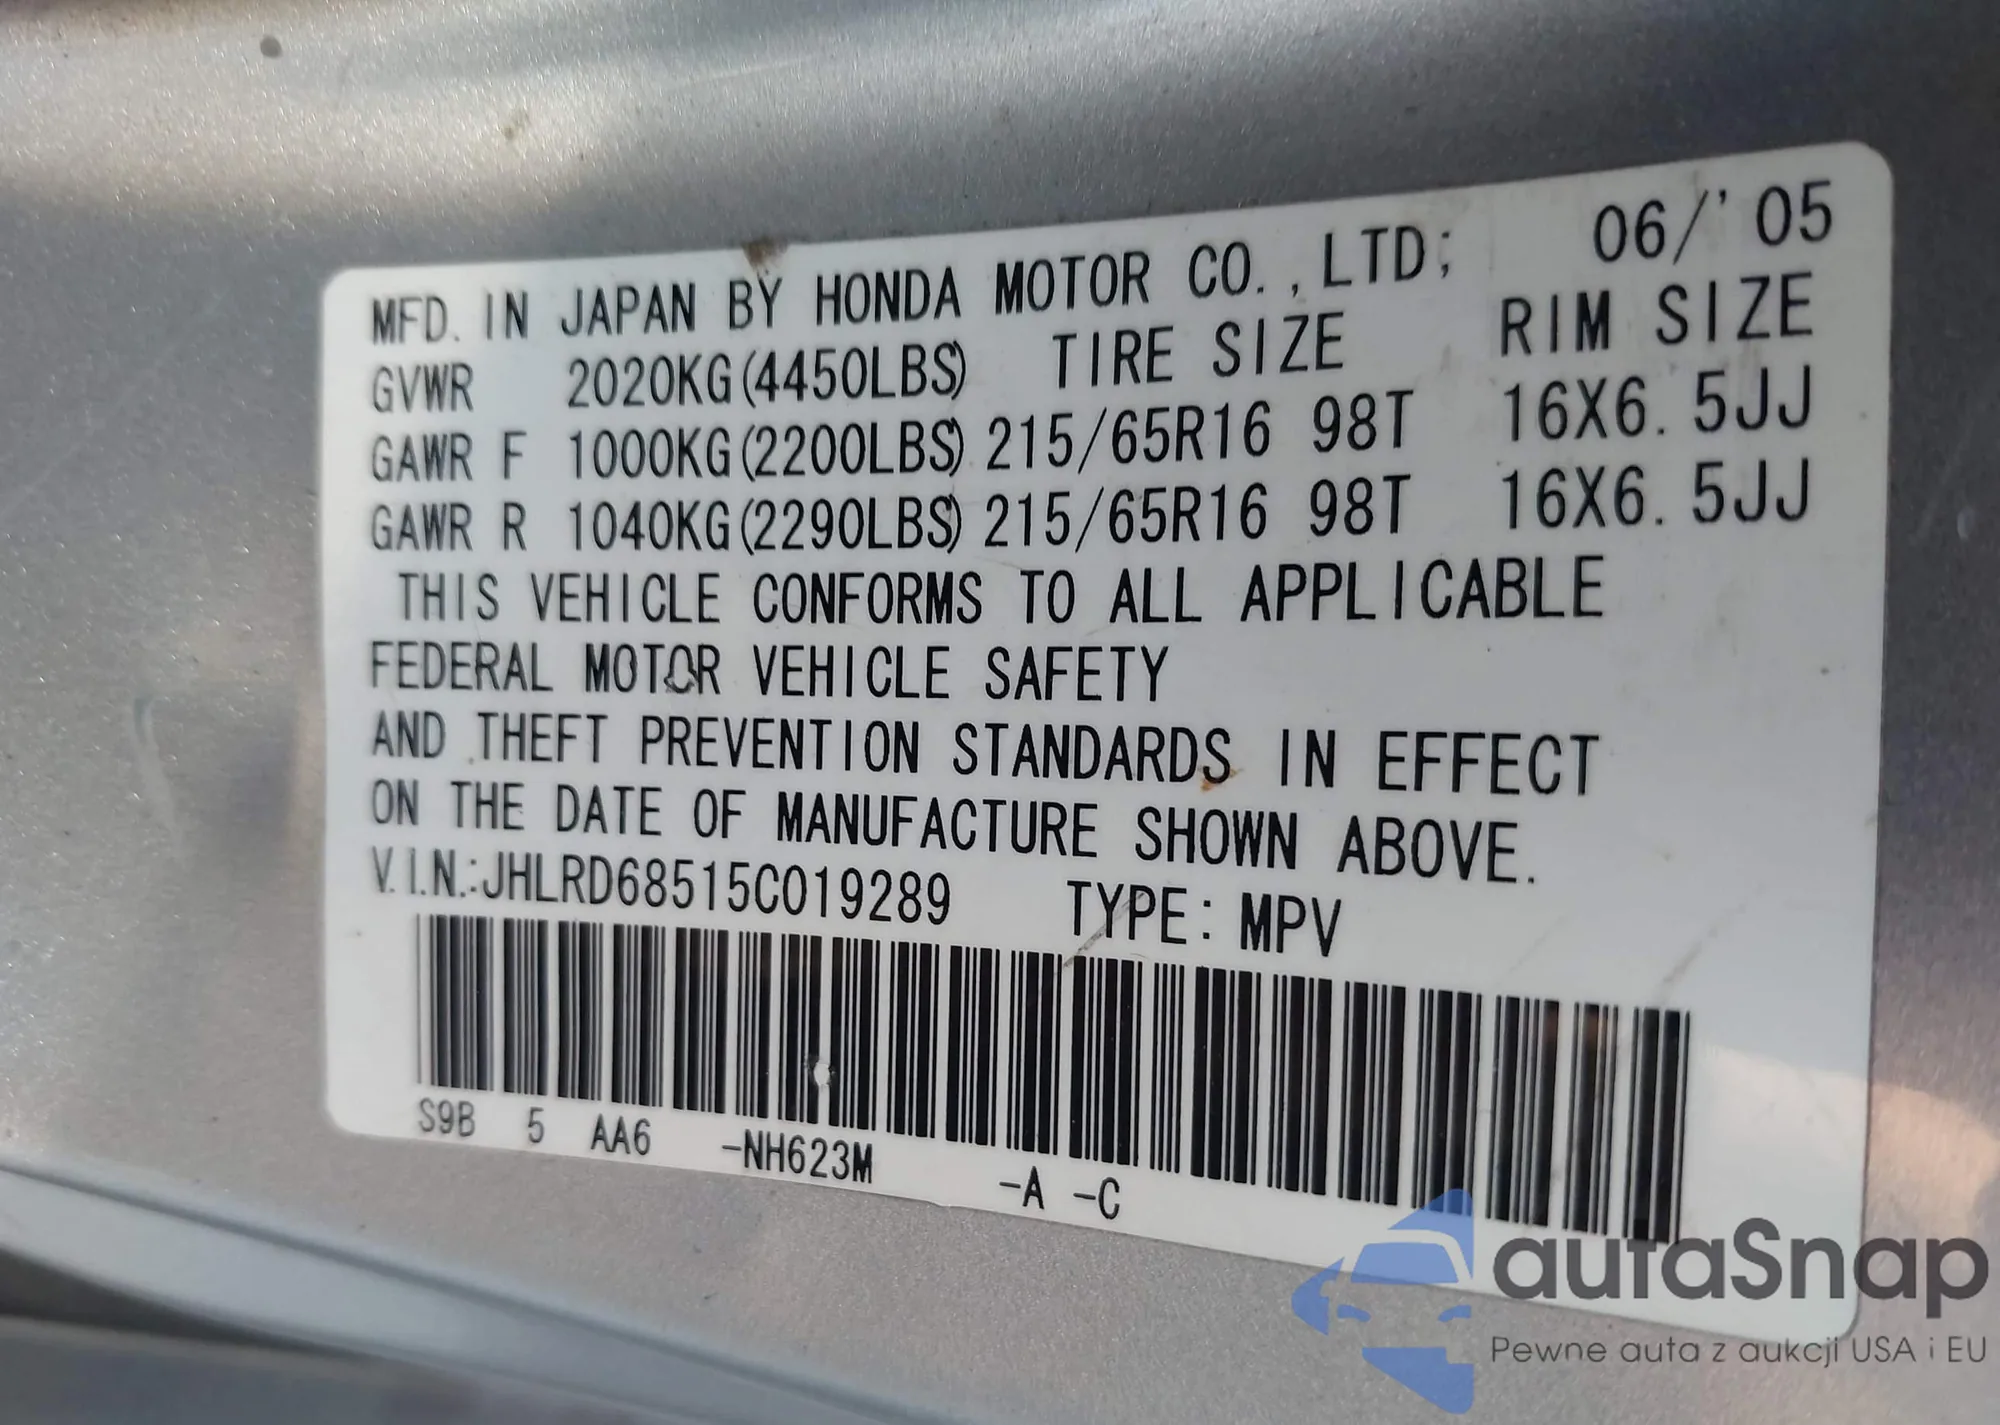 MFD. IN JAPAN BY HONDA MOTOR CO.,LTD; 06/'05
GVWR 2020KG(4450LBS) TIRE SIZE RIM SIZE
GAWR F 1000KG(2200LBS) 215/65R16 98T 16X6.5JJ
GAWR R 1040KG(2290LBS) 215/65R16 98T 16X6.5JJ
THIS VEHICLE CONFORMS TO ALL APPLICABLE
FEDERAL MOTOR VEHICLE SAFETY
AND THEFT PREVENTION STANDARDS IN EFFECT
ON THE DATE OF MANUFACTURE SHOWN ABOVE.
V.I.N.:JHLRD68515C019289 TYPE: MPV
S9B 5 AA6 -NH623M -A -C
autaSnap
Pewne auta z aukcji USA i EU